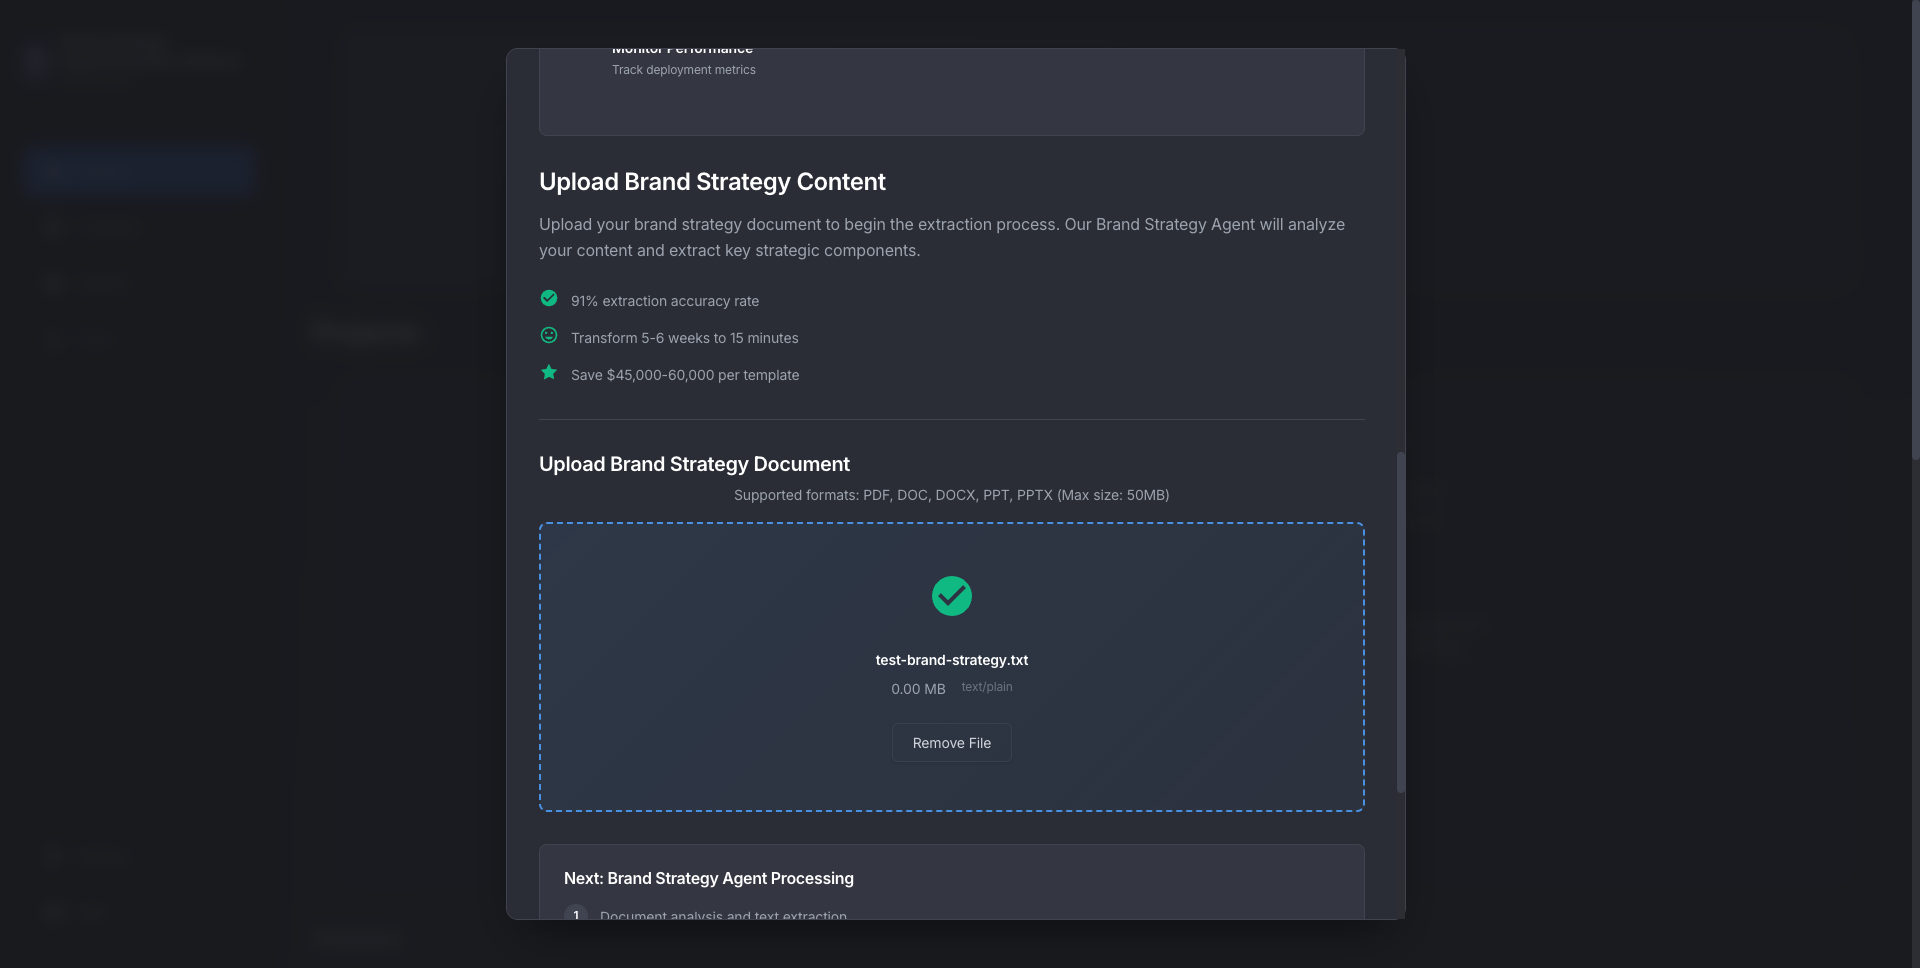 Monitor Performance
Track deployment metrics
Upload Brand Strategy Content
Upload your brand strategy document to begin the extraction process. Our Brand Strategy Agent will analyze
your content and extract key strategic components.
91% extraction accuracy rate
Transform 5-6 weeks to 15 minutes
Save $45,000-60,000 per template
Upload Brand Strategy Document
Supported formats: PDF, DOC, DOCX, PPT, PPTX (Max size: 50MB)
test-brand-strategy.txt
0.00 MB text/plain
Remove File
Next: Brand Strategy Agent Processing
1 Document analysis and text extraction